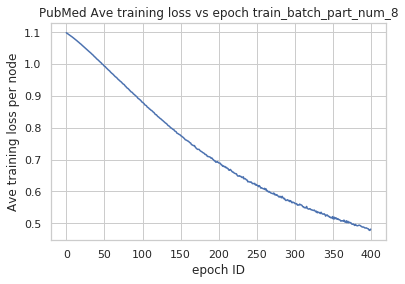 PubMed Ave training loss vs epoch train_batch_part_num_8
1.1
1.0
0.9
0.8
0.7
0.6
0.5
Ave training loss per node
0 50 100 150 200 250 300 350 400
epoch ID